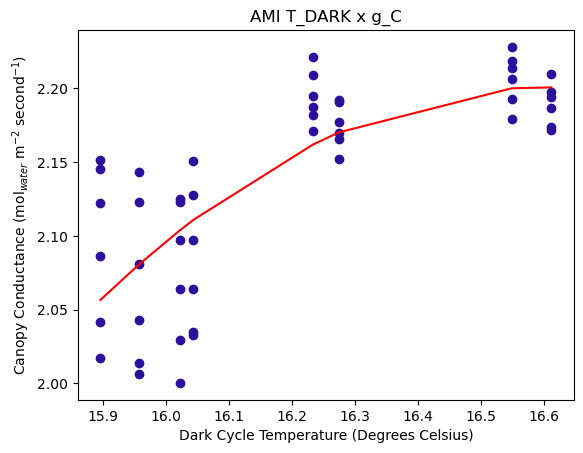 AMI T_DARK x g_C
Canopy Conductance (mol_water m⁻² second⁻¹)
2.20
2.15
2.10
2.05
2.00
15.9 16.0 16.1 16.2 16.3 16.4 16.5 16.6
Dark Cycle Temperature (Degrees Celsius)